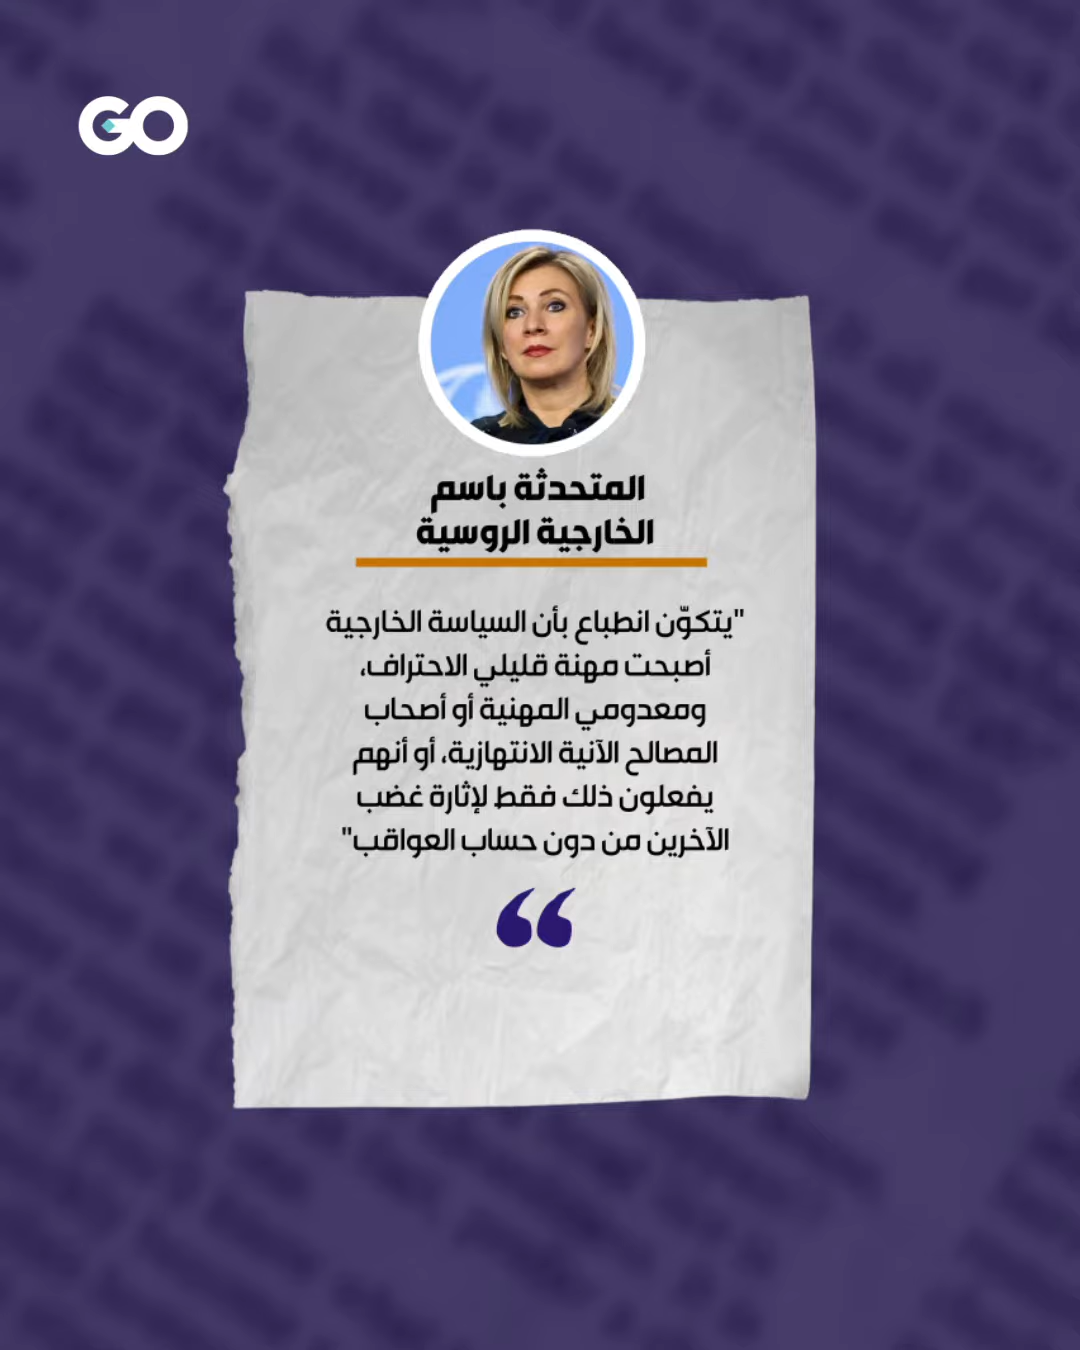 GO
المتحدثة باسم
الخارجية الروسية
"يتكوّن انطباع بأن السياسة الخارجية
أصبحت مهنة قليلي الاحتراف،
ومعدومي المهنية أو أصحاب
المصالح الآنية الانتهازية، أو أنهم
يفعلون ذلك فقط لإثارة غضب
الآخرين من دون حساب العواقب"